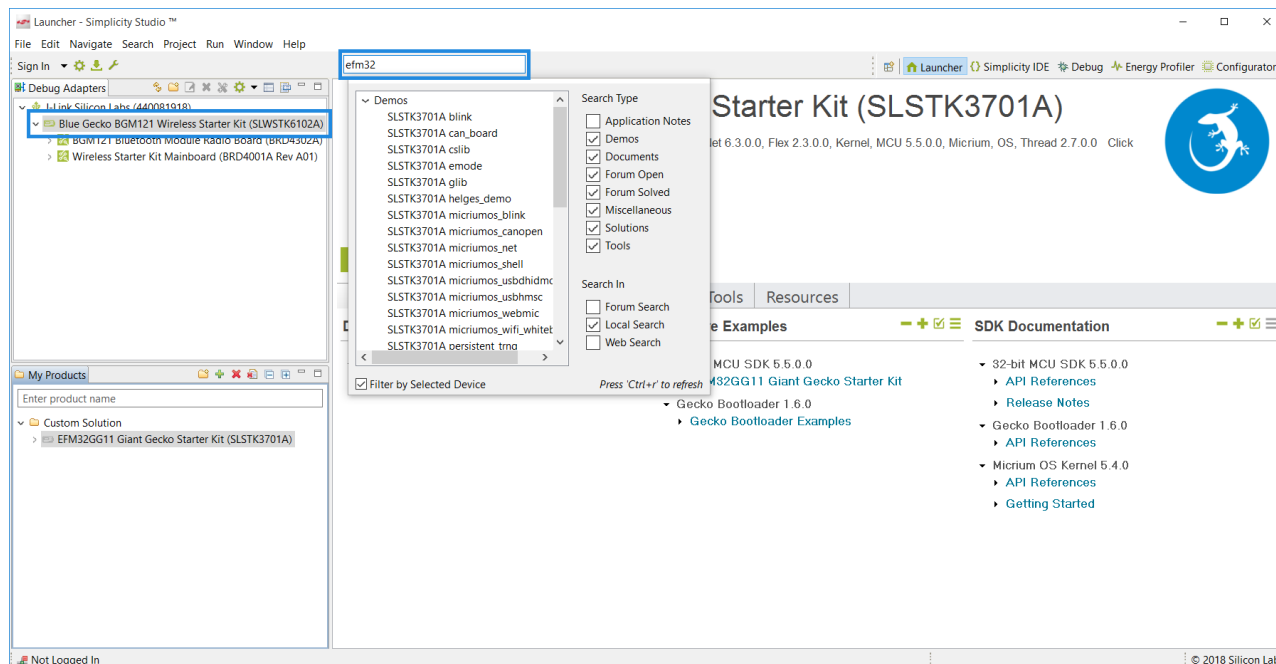 Launcher - Simplicity Studio ™
File Edit Navigate Search Project Run Window Help
Sign In
efm32
Launcher
Simplicity IDE
Debug
Energy Profiler
Configurator
Debug Adapters
J-Link Silicon Labs (440081918)
Blue Gecko BGM121 Wireless Starter Kit (SLWSTK6102A)
BGM121 Bluetooth Module Radio Board (BRD4302A)
Wireless Starter Kit Mainboard (BRD4001A Rev A01)
My Products
Enter product name
Custom Solution
EFM32GG11 Giant Gecko Starter Kit (SLSTK3701A)
Demos
SLSTK3701A blink
SLSTK3701A can_board
SLSTK3701A cslib
SLSTK3701A emode
SLSTK3701A glib
SLSTK3701A helges_demo
SLSTK3701A micriumos_blink
SLSTK3701A micriumos_canopen
SLSTK3701A micriumos_net
SLSTK3701A micriumos_shell
SLSTK3701A micriumos_usbdhidmo
SLSTK3701A micriumos_usbhmsc
SLSTK3701A micriumos_webmic
SLSTK3701A micriumos_wifi_whiteb
SLSTK3701A persistent_trng
Filter by Selected Device
Press 'Ctrl+r' to refresh
Search Type
Application Notes
Demos
Documents
Forum Open
Forum Solved
Miscellaneous
Solutions
Tools
Search In
Forum Search
Local Search
Web Search
Starter Kit (SLSTK3701A)
let 6.3.0.0, Flex 2.3.0.0, Kernel, MCU 5.5.0.0, Micrium, OS, Thread 2.7.0.0 Click
Tools
Resources
e Examples
MCU SDK 5.5.0.0
M32GG11 Giant Gecko Starter Kit
Gecko Bootloader 1.6.0
Gecko Bootloader Examples
SDK Documentation
32-bit MCU SDK 5.5.0.0
API References
Release Notes
Gecko Bootloader 1.6.0
API References
Micrium OS Kernel 5.4.0
API References
Getting Started
Not Logged In
© 2018 Silicon Lab